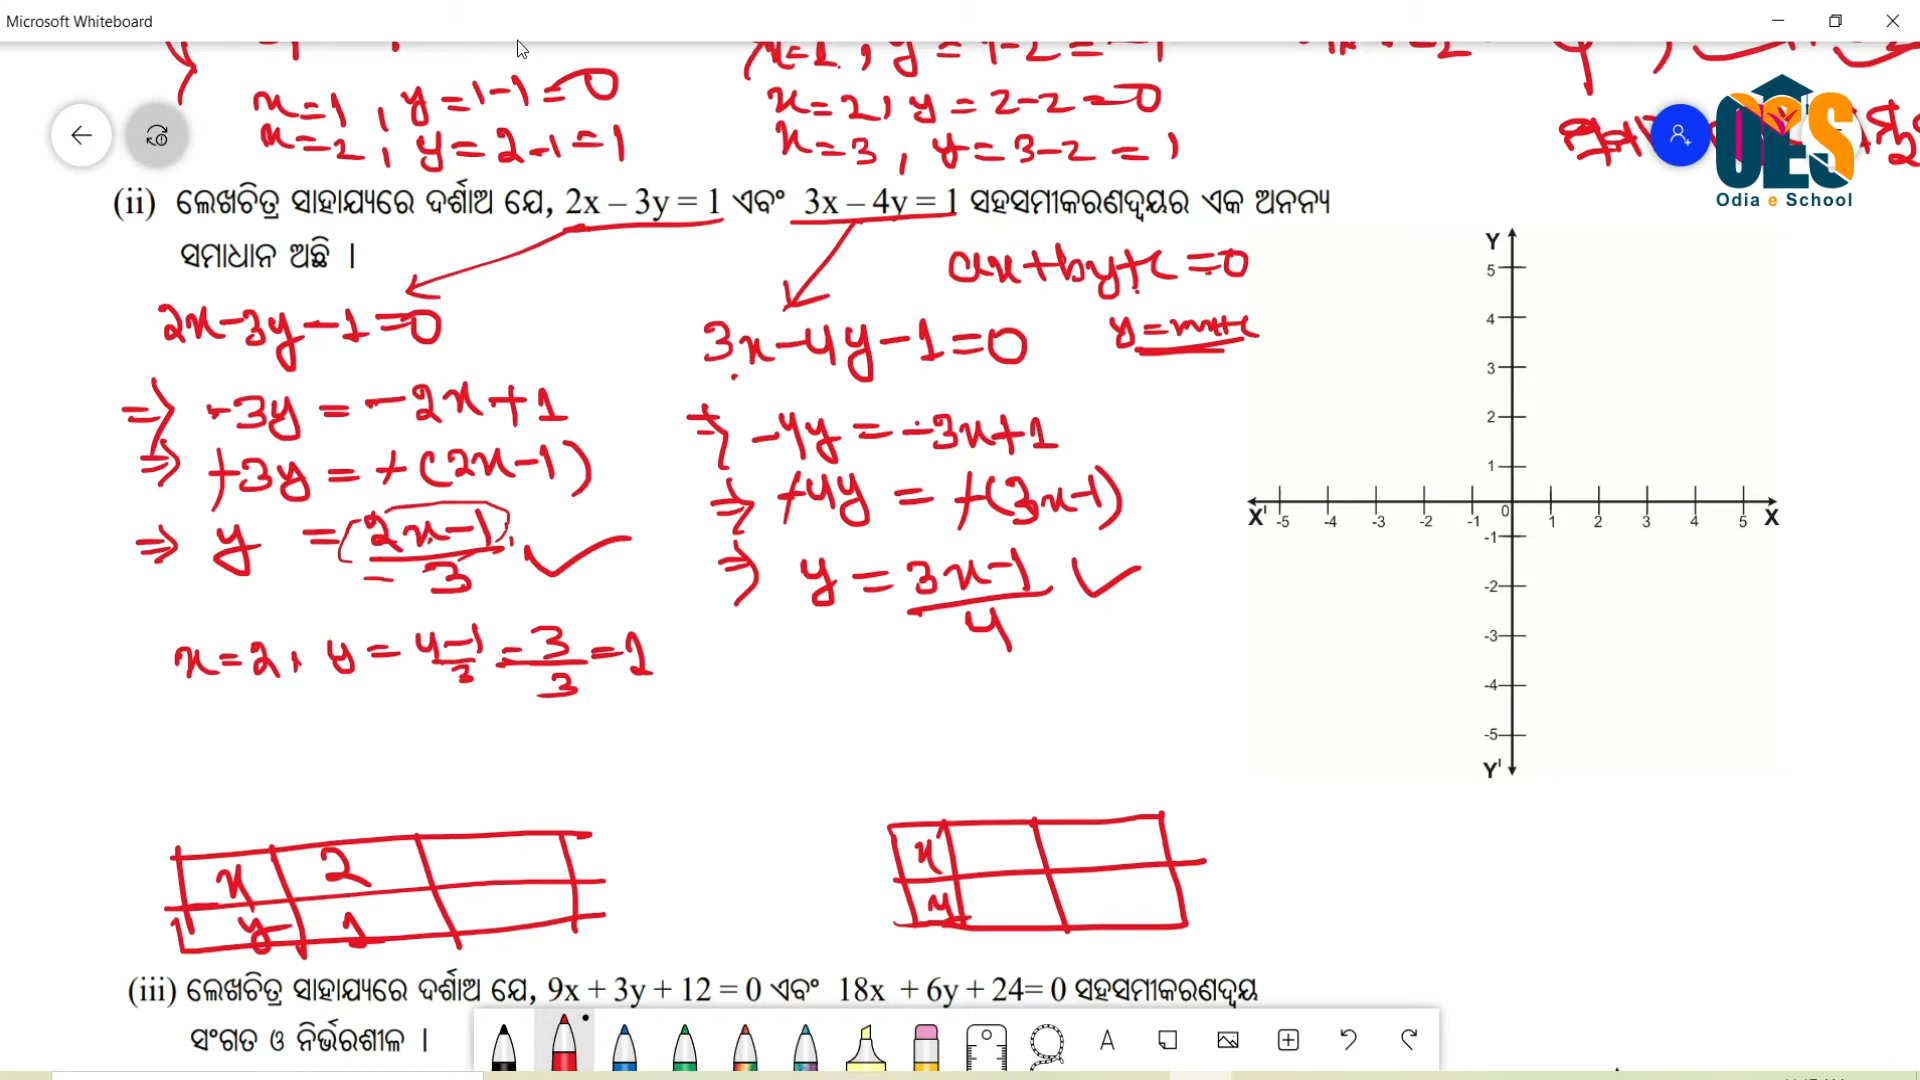 Microsoft Whiteboard
x=1, y=1-1=0
x=2, y=2-1=1
x=1, y=1-2=-1
x=2, y=2-2=0
x=3, y=3-2=1
Odia e School
(ii) ଲେଖଚିତ୍ର ସାହାଯ୍ୟରେ ଦର୍ଶାଅ ଯେ, 2x – 3y = 1 ଏବଂ 3x – 4y = 1 ସହସମୀକରଣଦ୍ୱୟର ଏକ ଅନନ୍ୟ
ସମାଧାନ ଅଛି ।
ax+by+c=0
y=mx+c
2x-3y-1=0
⇒ -3y = -2x+1
⇒ +3y = +(2x-1)
⇒ y = 2x-1/3
x=2, y = 4-1/3 = 3/3 = 1
3x-4y-1=0
⇒ -4y = -3x+1
⇒ +4y = +(3x-1)
⇒ y = 3x-1/4
Y
5
4
3
2
1
X' -5 -4 -3 -2 -1 0 1 2 3 4 5 X
-1
-2
-3
-4
-5
Y'
x 2
y 1
x
y
(iii) ଲେଖଚିତ୍ର ସାହାଯ୍ୟରେ ଦର୍ଶାଅ ଯେ, 9x + 3y + 12 = 0 ଏବଂ 18x + 6y + 24= 0 ସହସମୀକରଣଦ୍ୱୟ
ସଂଗତ ଓ ନିର୍ଭରଶୀଳ ।